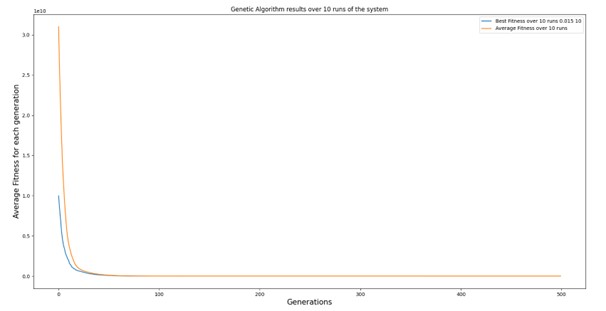 Genetic Algorithm results over 10 runs of the system
1e10
Best Fitness over 10 runs 0.015 10
Average Fitness over 10 runs
3.0
2.5
2.0
1.5
1.0
0.5
0.0
Average Fitness for each generation
0 100 200 300 400 500
Generations